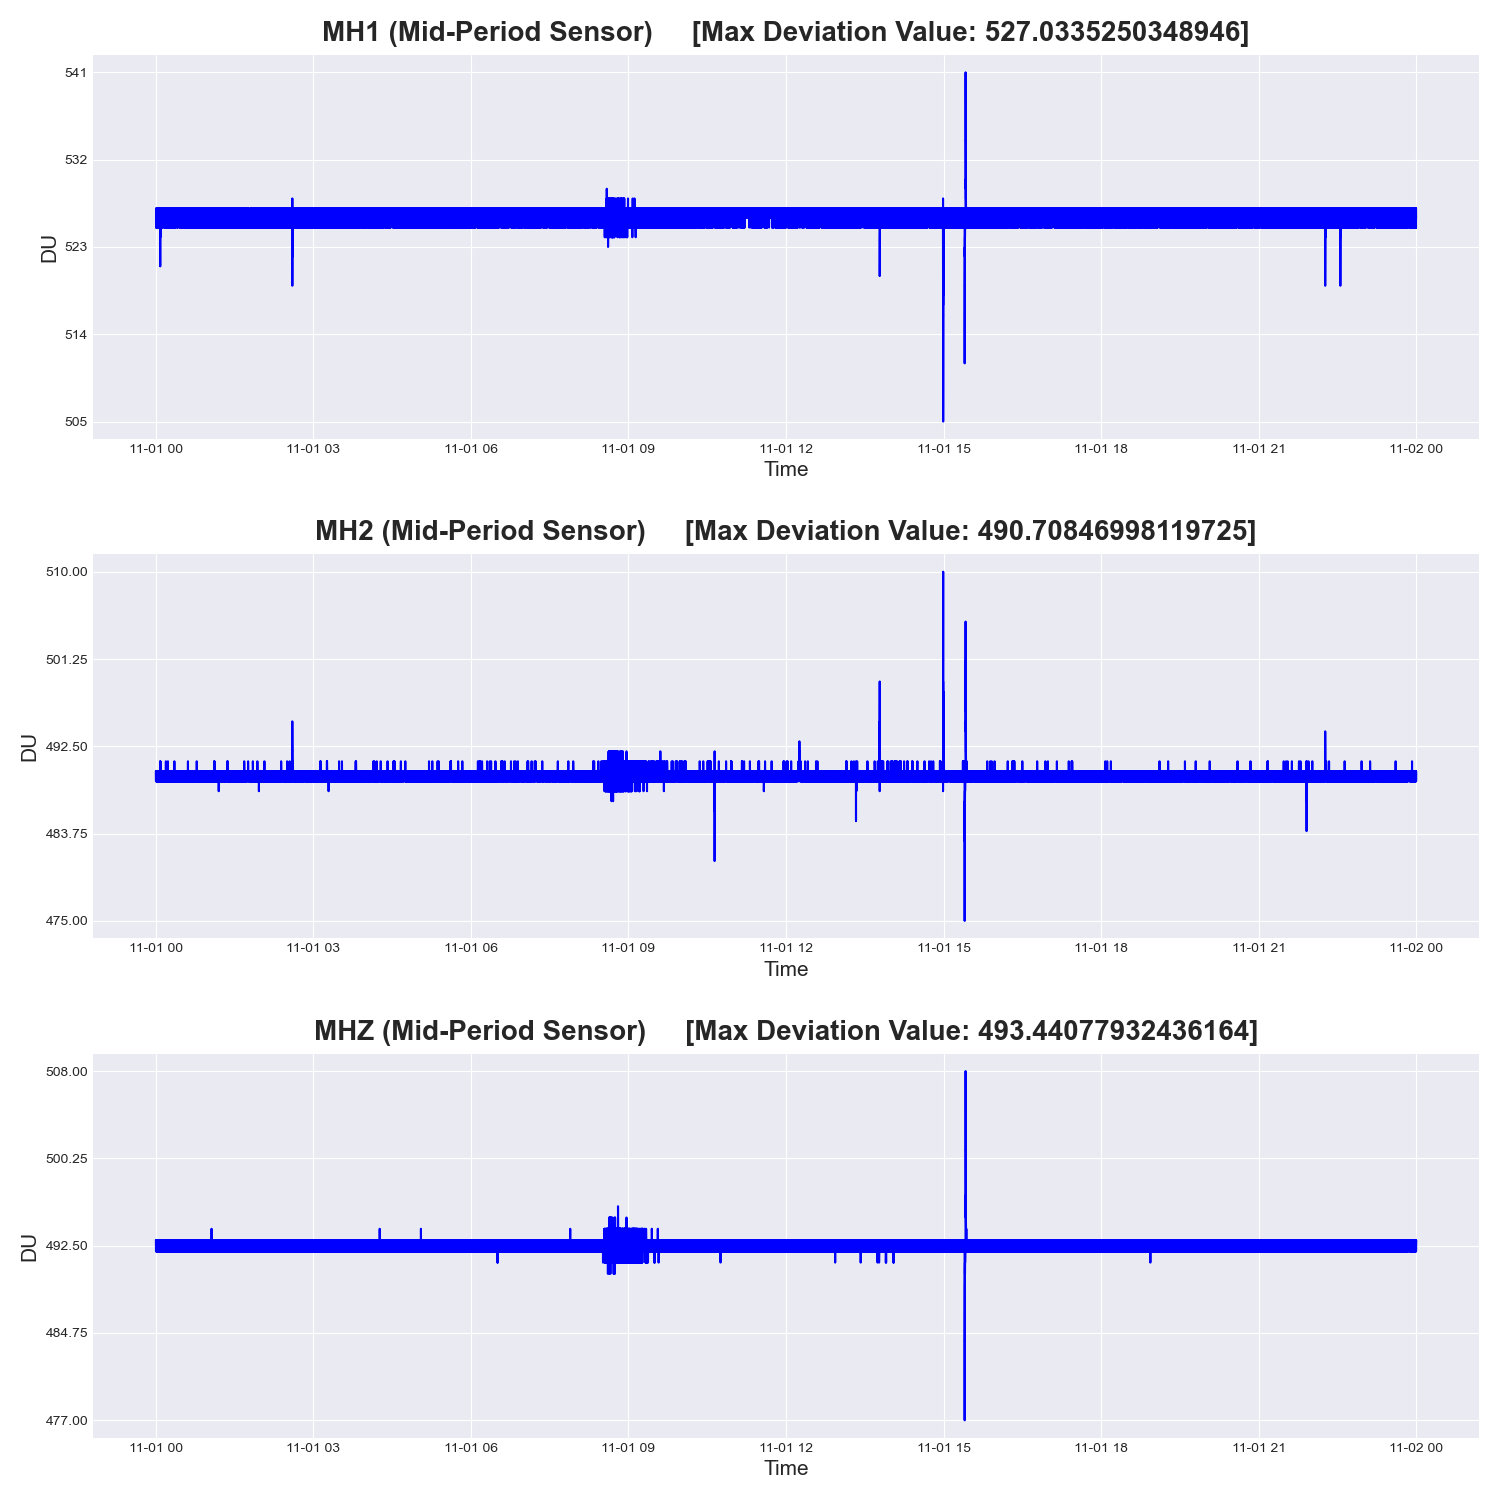 MH1 (Mid-Period Sensor) [Max Deviation Value: 527.0335250348946]
541
532
523
514
505
DU
11-01 00 11-01 03 11-01 06 11-01 09 11-01 12 11-01 15 11-01 18 11-01 21 11-02 00
Time
MH2 (Mid-Period Sensor) [Max Deviation Value: 490.70846998119725]
510.00
501.25
492.50
483.75
475.00
DU
11-01 00 11-01 03 11-01 06 11-01 09 11-01 12 11-01 15 11-01 18 11-01 21 11-02 00
Time
MHZ (Mid-Period Sensor) [Max Deviation Value: 493.44077932436164]
508.00
500.25
492.50
484.75
477.00
DU
11-01 00 11-01 03 11-01 06 11-01 09 11-01 12 11-01 15 11-01 18 11-01 21 11-02 00
Time